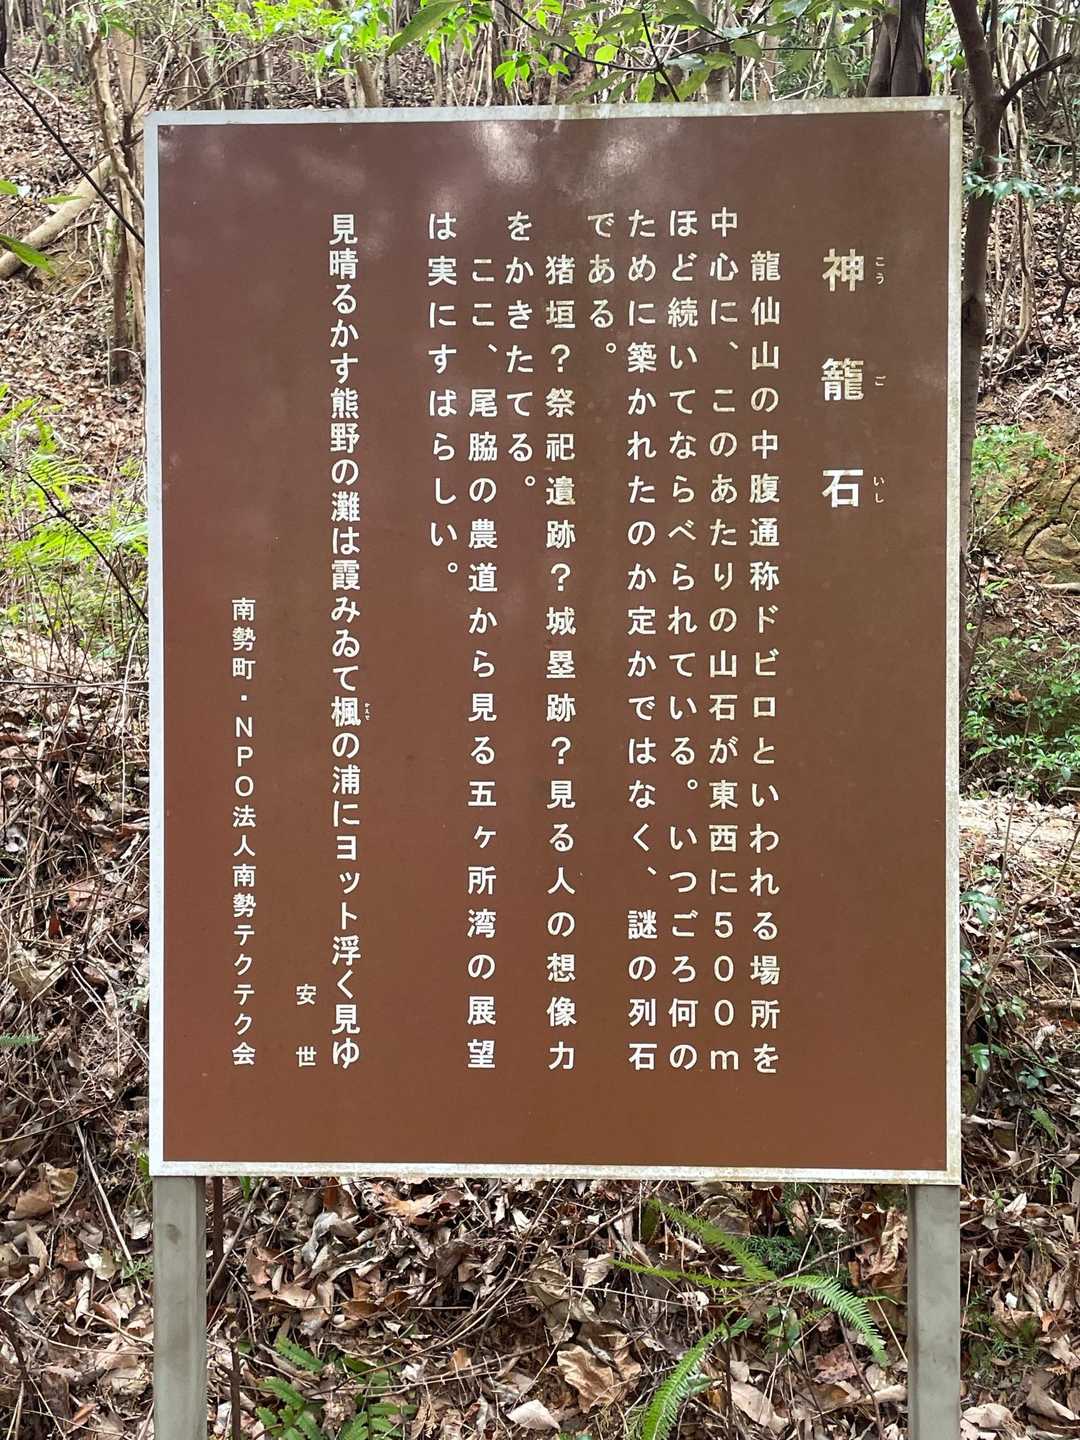 神籠石
こうごいし
龍仙山の中腹通称ドビロといわれる場所を
中心に、このあたりの山石が東西に500m
ほど続いてならべられている。いつごろ何の
ために築かれたのか定かではなく、謎の列石
である。
猪垣?祭祀遺跡?城塁跡?見る人の想像力
をかきたてる。
ここ、尾脇の農道から見る五ヶ所湾の展望
は実にすばらしい。
見晴るかす熊野の灘は霞みゐて楓の浦にヨット浮く見ゆ
かえで
安世
南勢町・NPO法人南勢テクテク会